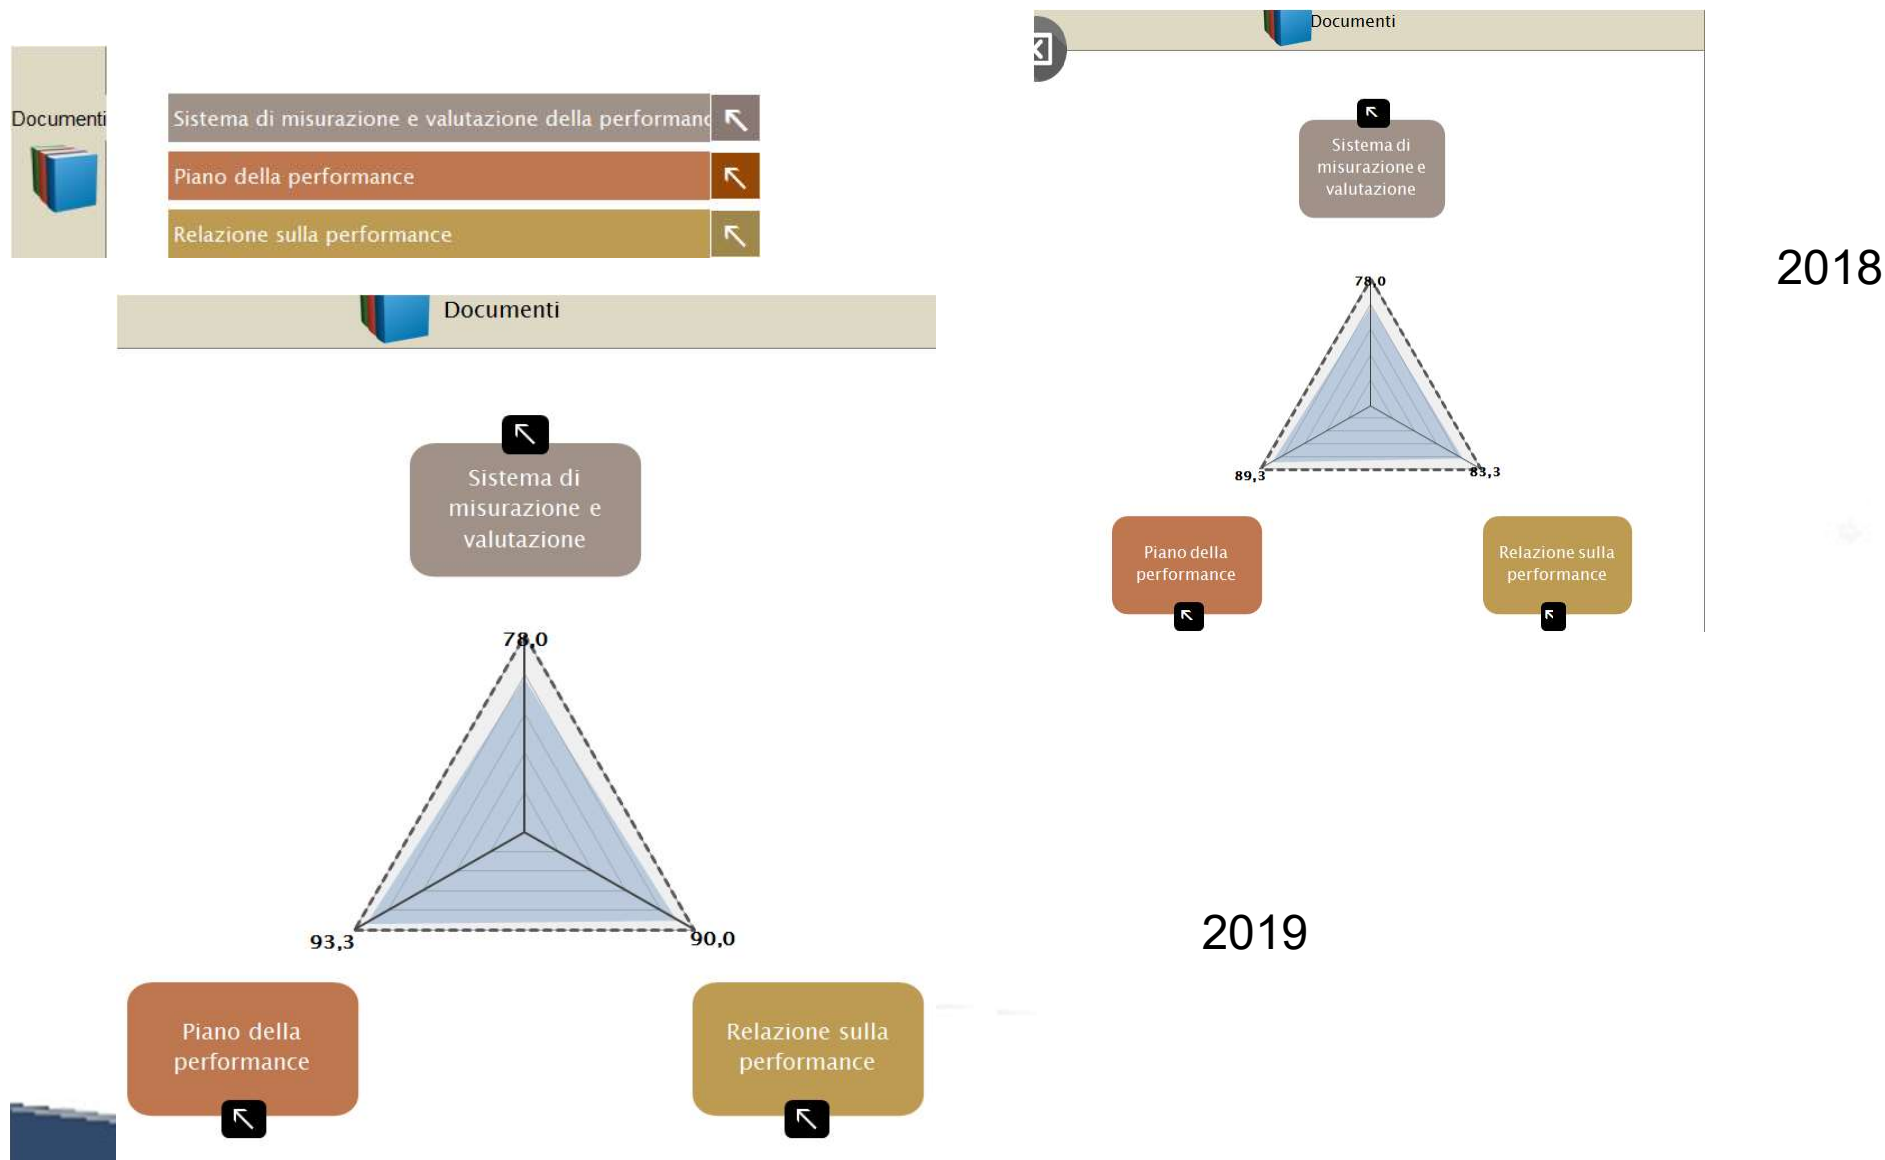 Documenti
Sistema di misurazione e valutazione della performanc
Piano della performance
Relazione sulla performance
Documenti
Sistema di
misurazione e
valutazione
78,0
93,3
90,0
Piano della
performance
Relazione sulla
performance
2019
Documenti
Sistema di
misurazione e
valutazione
78,0
89,3
83,3
Piano della
performance
Relazione sulla
performance
2018